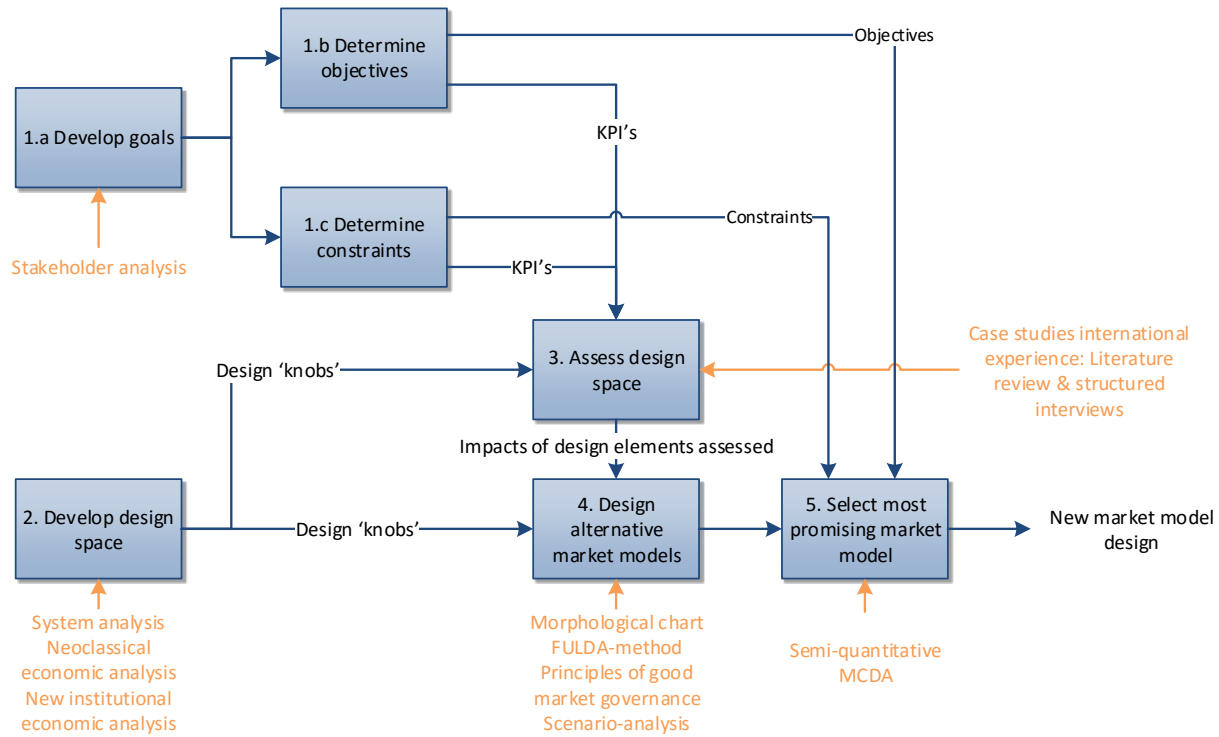 1.b Determine
objectives
Objectives
1.a Develop goals
KPI's
1.c Determine
constraints
Constraints
Stakeholder analysis
KPI's
3. Assess design
space
Design ‘knobs’
Case studies international
experience: Literature
review & structured
interviews
Impacts of design elements assessed
2. Develop design
space
Design ‘knobs’
4. Design
alternative
market models
5. Select most
promising market
model
New market model
design
System analysis
Neoclassical
economic analysis
New institutional
economic analysis
Morphological chart
FULDA-method
Principles of good
market governance
Scenario-analysis
Semi-quantitative
MCDA